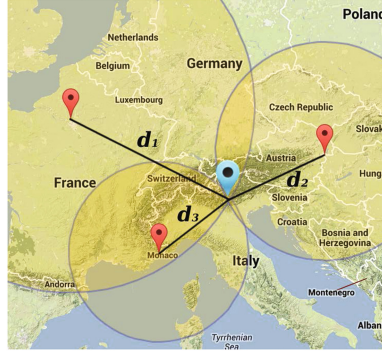 Poland
Netherlands
Germany
Belgium
Luxembourg
Czech Republic
d₁
Slovak
Austria
d₂
France
Switzerland
Hung
Slovenia
d₃
Croatia
Bosnia and
Herzegovina
Monaco
Italy
Andorra
Montenegro
Alban
Tyrrhenian
Sea